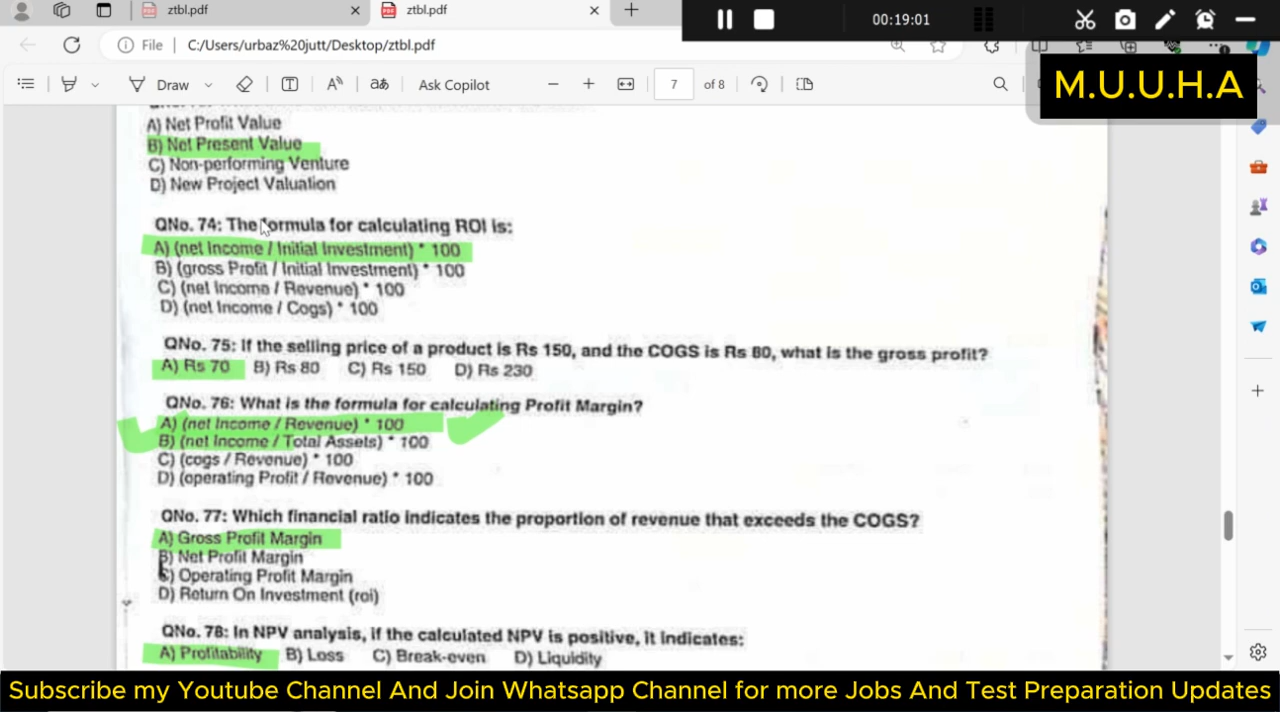 ztbl.pdf
ztbl.pdf
00:19:01
File
C:/Users/urbaz%20jutt/Desktop/ztbl.pdf
Draw
aあ
Ask Copilot
7
of 8
M.U.U.H.A
A) Net Profit Value
B) Net Present Value
C) Non-performing Venture
D) New Project Valuation
QNo. 74: The formula for calculating ROI is:
A) (net Income / Initial Investment) * 100
B) (gross Profit / Initial Investment) * 100
C) (net Income / Revenue) * 100
D) (net Income / Cogs) * 100
QNo. 75: If the selling price of a product is Rs 150, and the COGS is Rs 80, what is the gross profit?
A) Rs 70 B) Rs 80 C) Rs 150 D) Rs 230
QNo. 76: What is the formula for calculating Profit Margin?
A) (net Income / Revenue) * 100
B) (net Income / Total Assets) * 100
C) (cogs / Revenue) * 100
D) (operating Profit / Revenue) * 100
QNo. 77: Which financial ratio indicates the proportion of revenue that exceeds the COGS?
A) Gross Profit Margin
B) Net Profit Margin
C) Operating Profit Margin
D) Return On Investment (roi)
QNo. 78: In NPV analysis, if the calculated NPV is positive, it indicates:
A) Profitability B) Loss C) Break-even D) Liquidity
Subscribe my Youtube Channel And Join Whatsapp Channel for more Jobs And Test Preparation Updates